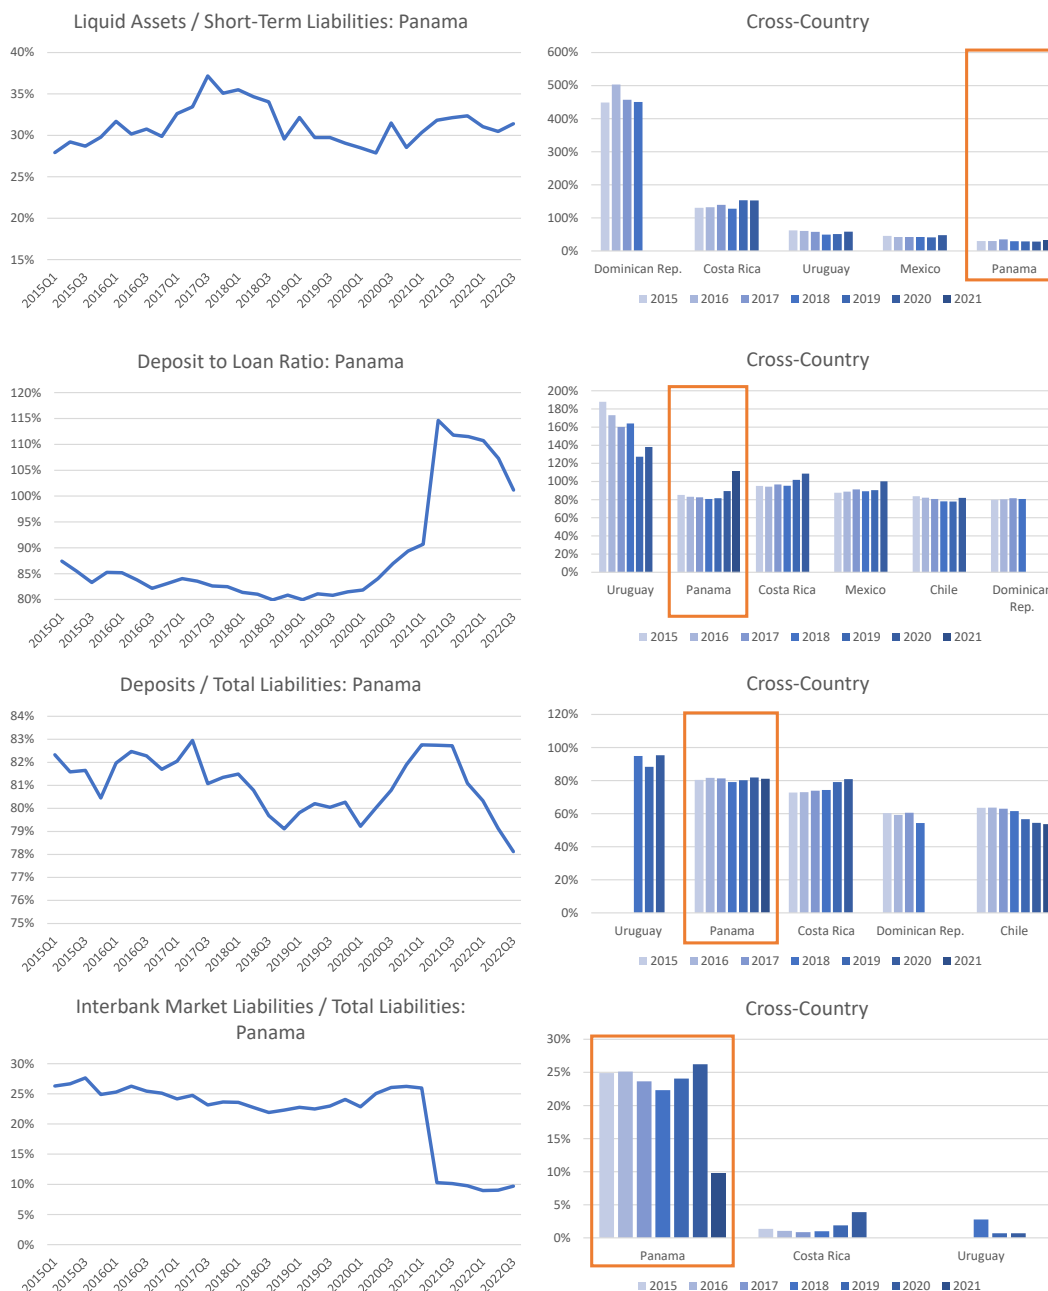 Liquid Assets / Short-Term Liabilities: Panama
40%
35%
30%
25%
20%
15%
2015Q1
2015Q3
2016Q1
2016Q3
2017Q1
2017Q3
2018Q1
2018Q3
2019Q1
2019Q3
2020Q1
2020Q3
2021Q1
2021Q3
2022Q1
2022Q3
Cross-Country
600%
500%
400%
300%
200%
100%
0%
Dominican Rep. Costa Rica Uruguay Mexico Panama
2015 2016 2017 2018 2019 2020 2021
Deposit to Loan Ratio: Panama
120%
115%
110%
105%
100%
95%
90%
85%
80%
2015Q1
2015Q3
2016Q1
2016Q3
2017Q1
2017Q3
2018Q1
2018Q3
2019Q1
2019Q3
2020Q1
2020Q3
2021Q1
2021Q3
2022Q1
2022Q3
Cross-Country
200%
180%
160%
140%
120%
100%
80%
60%
40%
20%
0%
Uruguay Panama Costa Rica Mexico Chile Dominican
Rep.
2015 2016 2017 2018 2019 2020 2021
Deposits / Total Liabilities: Panama
84%
83%
82%
81%
80%
79%
78%
77%
76%
75%
2015Q1
2015Q3
2016Q1
2016Q3
2017Q1
2017Q3
2018Q1
2018Q3
2019Q1
2019Q3
2020Q1
2020Q3
2021Q1
2021Q3
2022Q1
2022Q3
Cross-Country
120%
100%
80%
60%
40%
20%
0%
Uruguay Panama Costa Rica Dominican Rep. Chile
2015 2016 2017 2018 2019 2020 2021
Interbank Market Liabilities / Total Liabilities:
Panama
30%
25%
20%
15%
10%
5%
0%
2015Q1
2015Q3
2016Q1
2016Q3
2017Q1
2017Q3
2018Q1
2018Q3
2019Q1
2019Q3
2020Q1
2020Q3
2021Q1
2021Q3
2022Q1
2022Q3
Cross-Country
30%
25%
20%
15%
10%
5%
0%
Panama Costa Rica Uruguay
2015 2016 2017 2018 2019 2020 2021